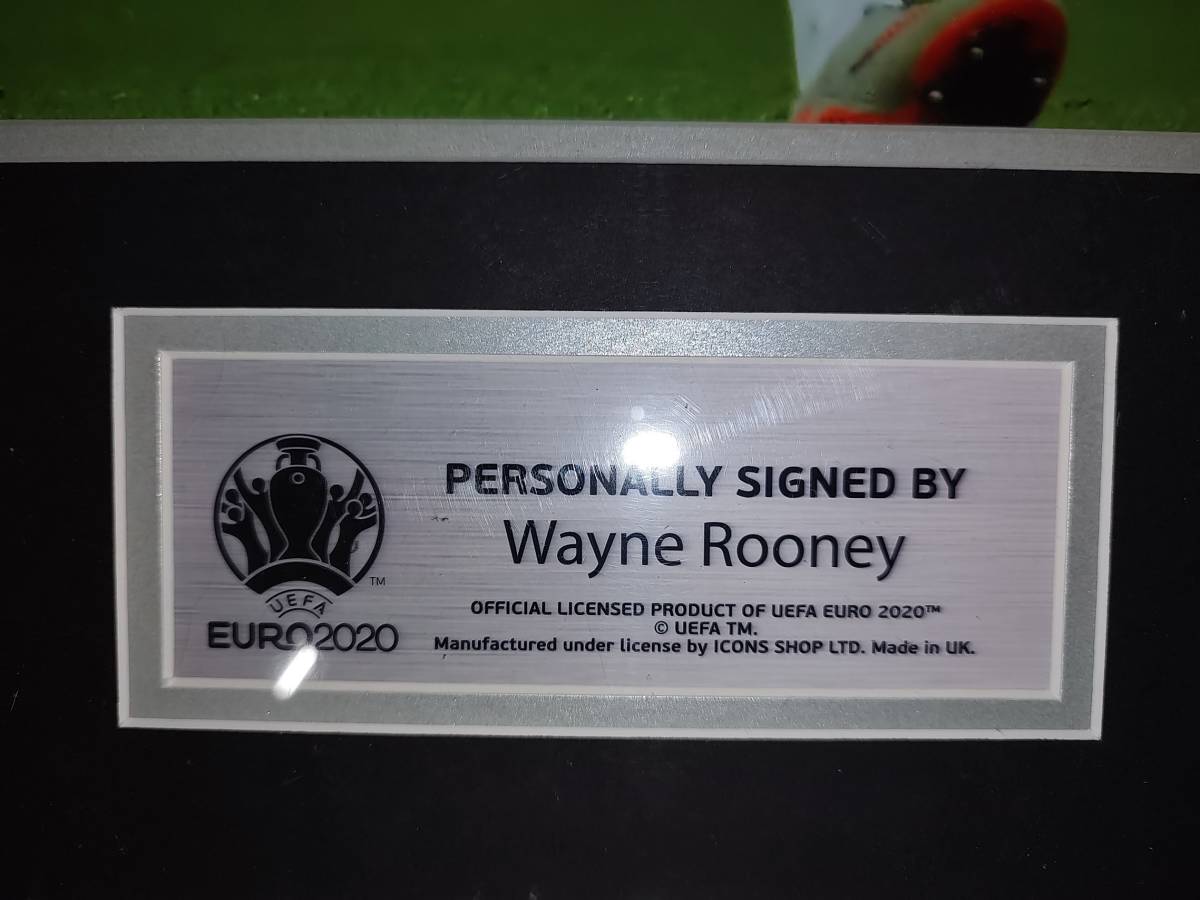 PERSONALLY SIGNED BY
Wayne Rooney
OFFICIAL LICENSED PRODUCT OF UEFA EURO 2020™
© UEFA TM.
Manufactured under license by ICONS SHOP LTD. Made in UK.
TM
UEFA
EURO2020